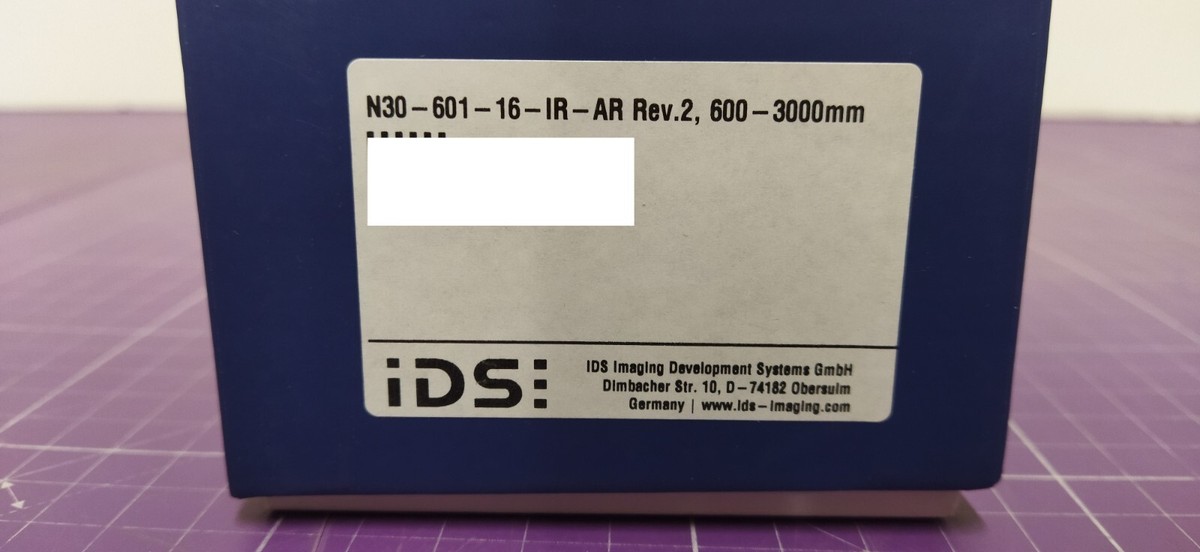 N30-601-16-IR-AR Rev.2, 600-3000mm
IDS
IDS Imaging Development Systems GmbH
Dimbacher Str. 10, D-74182 Obersulm
Germany | www.ids-imaging.com